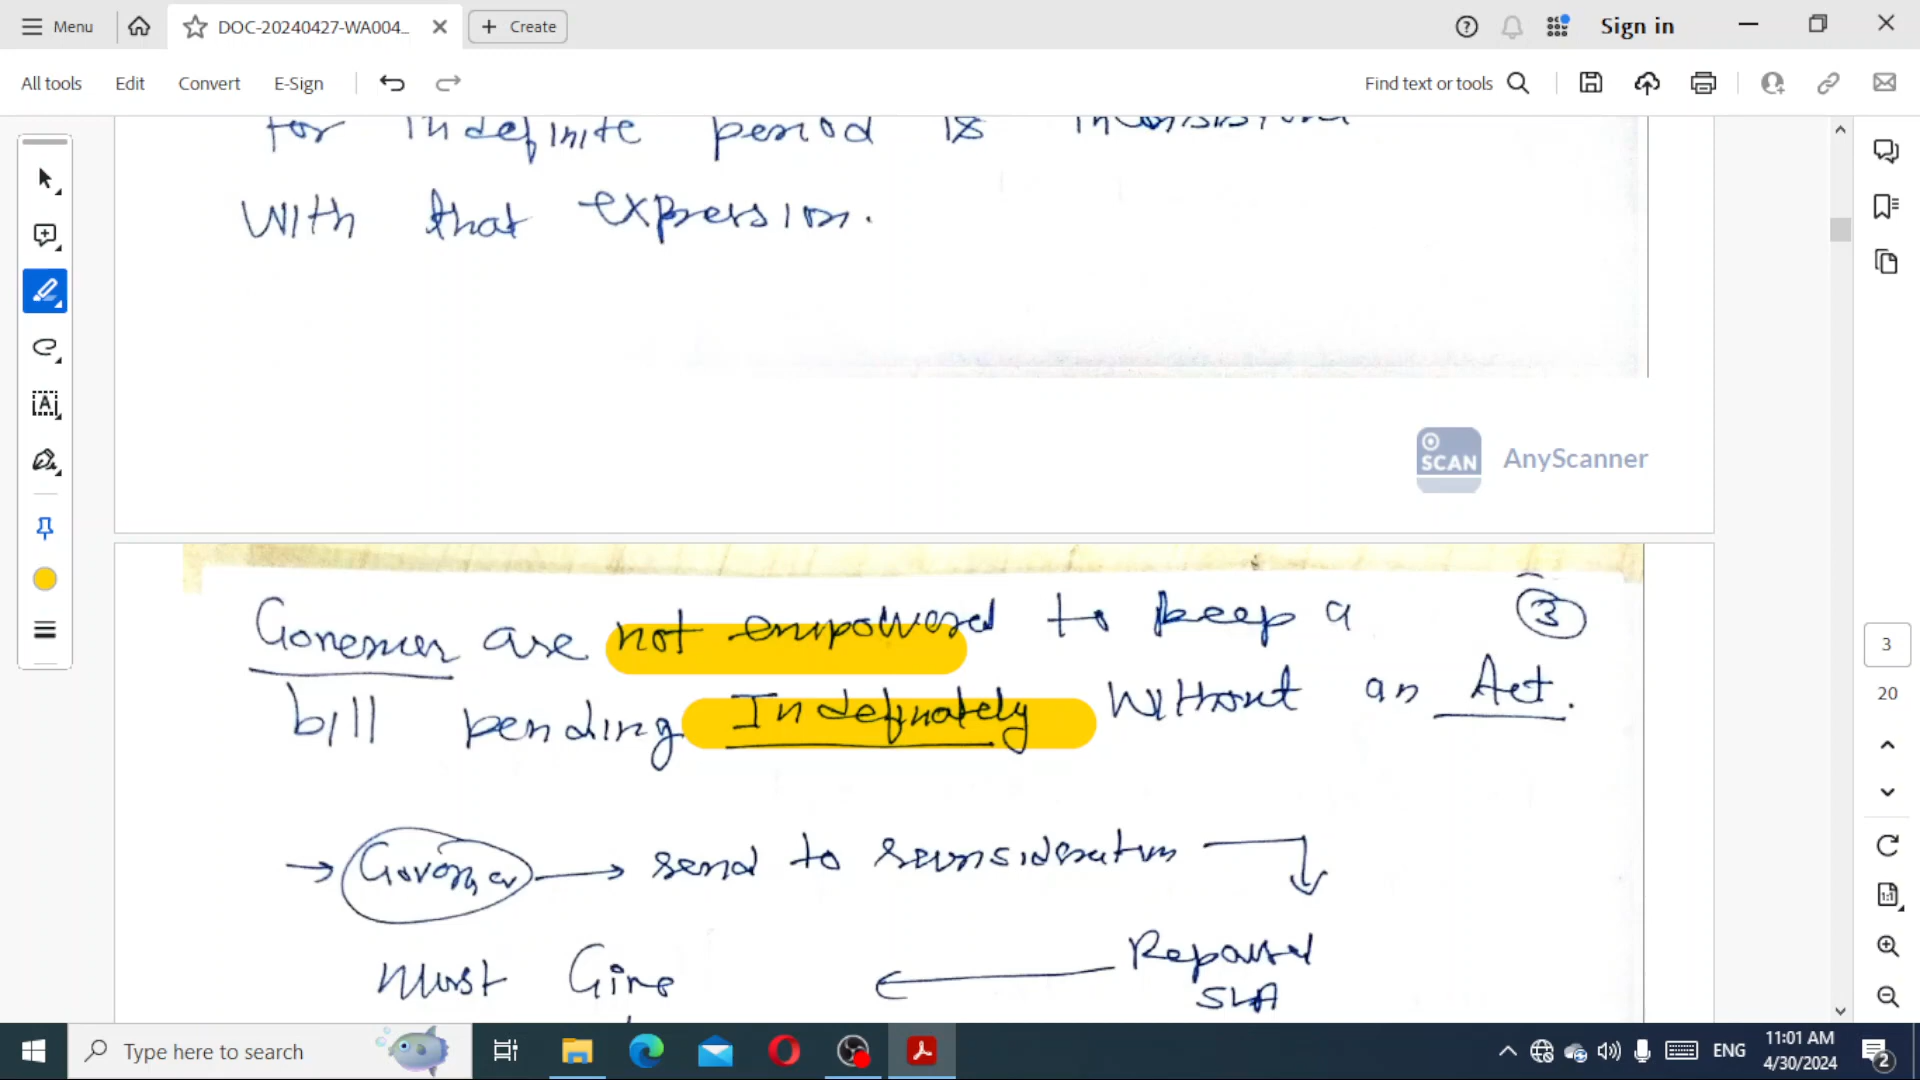 Menu
DOC-20240427-WA004...
Create
Sign in
All tools
Edit
Convert
E-Sign
Find text or tools
for indefinite period is
with that expression.
SCAN
AnyScanner
Governer are not empowered to keep a
3
bill pending Indefinately without an Act.
→ Governer → send to reconsideration
Repassed
Must Give
SLA
3
20
Type here to search
ENG
11:01 AM
4/30/2024
2